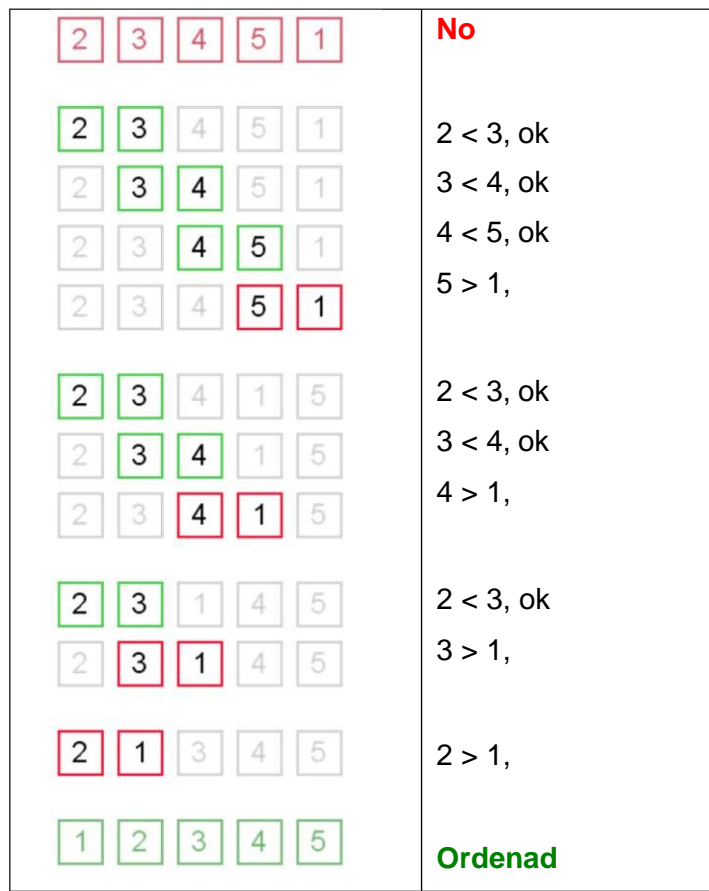 2 3 4 5 1 No
2 3 4 5 1 2 < 3, ok
2 3 4 5 1 3 < 4, ok
2 3 4 5 1 4 < 5, ok
2 3 4 5 1 5 > 1,
2 3 4 1 5 2 < 3, ok
2 3 4 1 5 3 < 4, ok
2 3 4 1 5 4 > 1,
2 3 1 4 5 2 < 3, ok
2 3 1 4 5 3 > 1,
2 1 3 4 5 2 > 1,
1 2 3 4 5 Ordenad